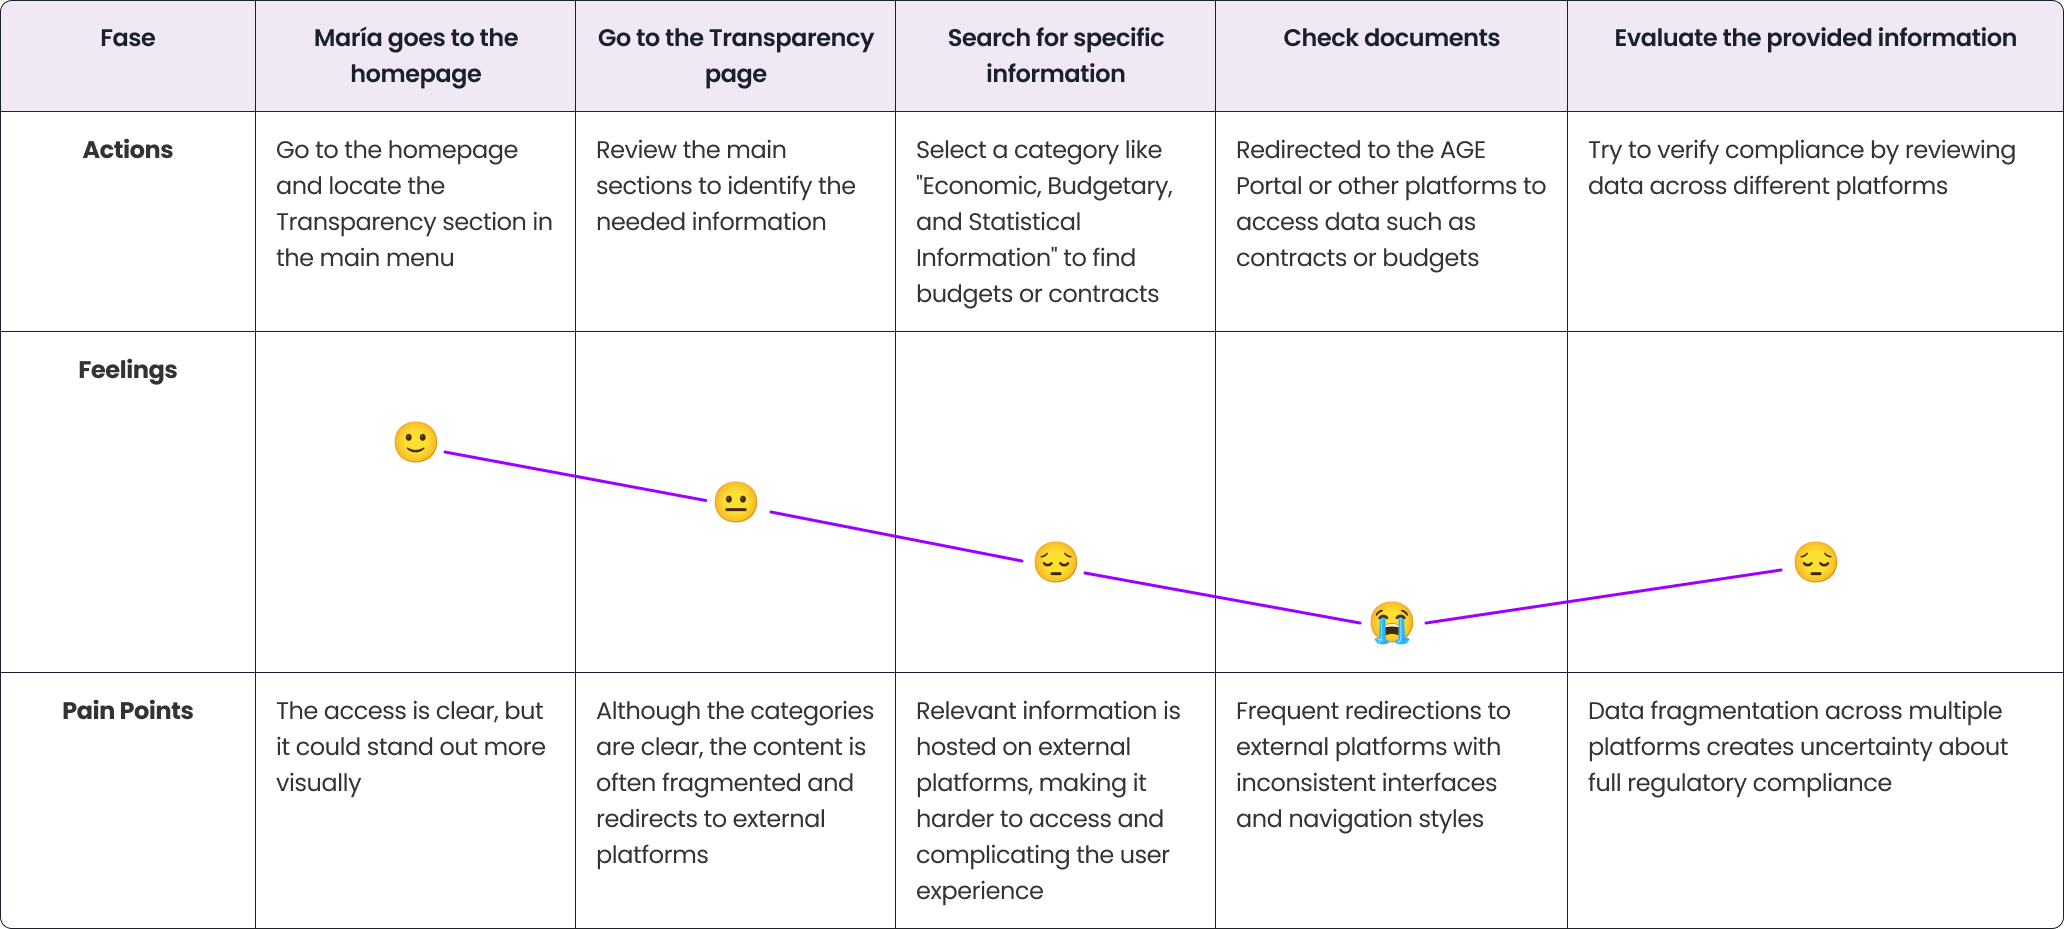 Fase
María goes to the
homepage
Go to the Transparency
page
Search for specific
information
Check documents
Evaluate the provided information
Actions
Go to the homepage
and locate the
Transparency section in
the main menu
Review the main
sections to identify the
needed information
Select a category like
"Economic, Budgetary,
and Statistical
Information" to find
budgets or contracts
Redirected to the AGE
Portal or other platforms to
access data such as
contracts or budgets
Try to verify compliance by reviewing
data across different platforms
Feelings
Pain Points
The access is clear, but
it could stand out more
visually
Although the categories
are clear, the content is
often fragmented and
redirects to external
platforms
Relevant information is
hosted on external
platforms, making it
harder to access and
complicating the user
experience
Frequent redirections to
external platforms with
inconsistent interfaces
and navigation styles
Data fragmentation across multiple
platforms creates uncertainty about
full regulatory compliance